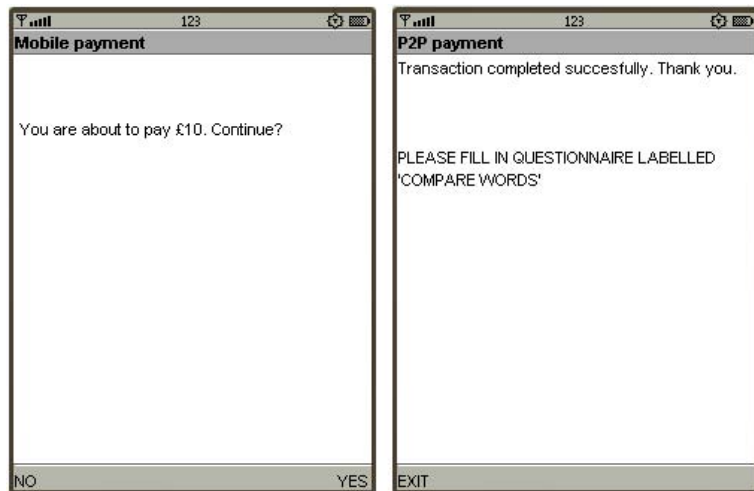 123
Mobile payment
You are about to pay £10. Continue?
NO YES
123
P2P payment
Transaction completed succesfully. Thank you.
PLEASE FILL IN QUESTIONNAIRE LABELLED
'COMPARE WORDS'
EXIT